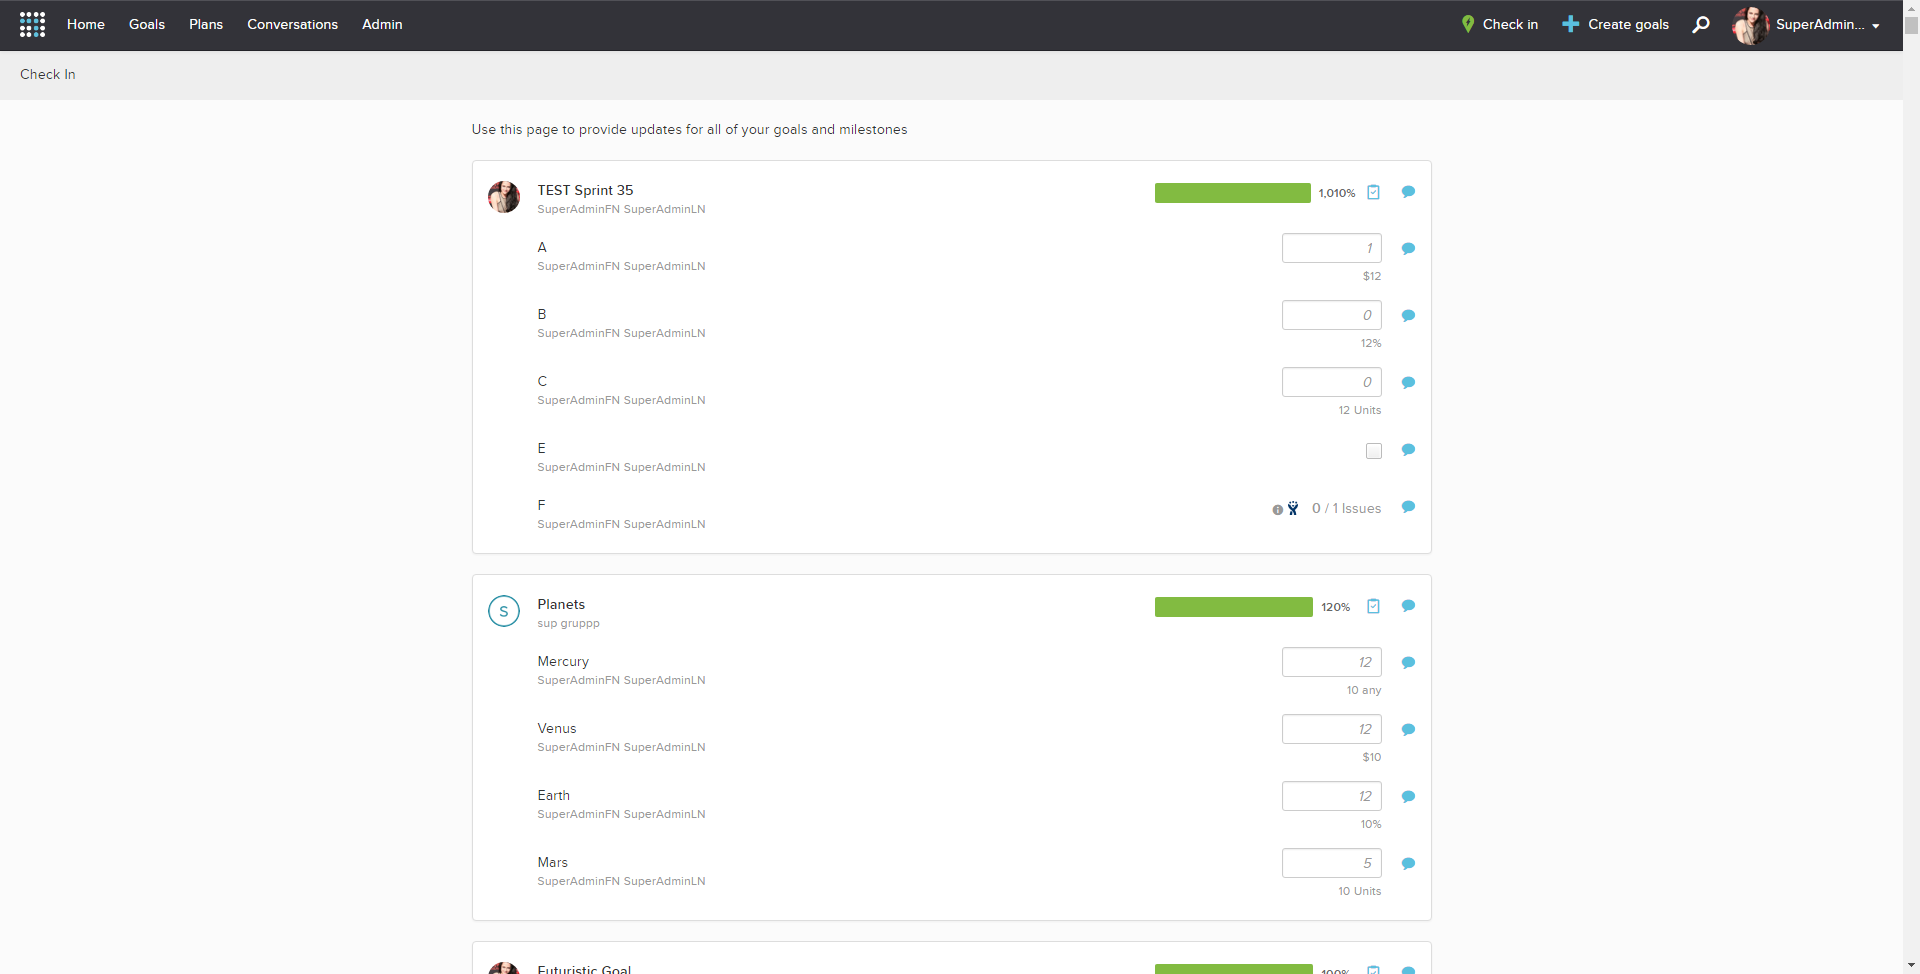 Home Goals Plans Conversations Admin Check in Create goals SuperAdmin...
Check In
Use this page to provide updates for all of your goals and milestones
TEST Sprint 35 1,010%
SuperAdminFN SuperAdminLN
A 1
SuperAdminFN SuperAdminLN $12
B 0
SuperAdminFN SuperAdminLN 12%
C 0
SuperAdminFN SuperAdminLN 12 Units
E
SuperAdminFN SuperAdminLN
F 0 / 1 Issues
SuperAdminFN SuperAdminLN
S Planets 120%
sup gruppp
Mercury 12
SuperAdminFN SuperAdminLN 10 any
Venus 12
SuperAdminFN SuperAdminLN $10
Earth 12
SuperAdminFN SuperAdminLN 10%
Mars 5
SuperAdminFN SuperAdminLN 10 Units
Futuristic Goal 100%